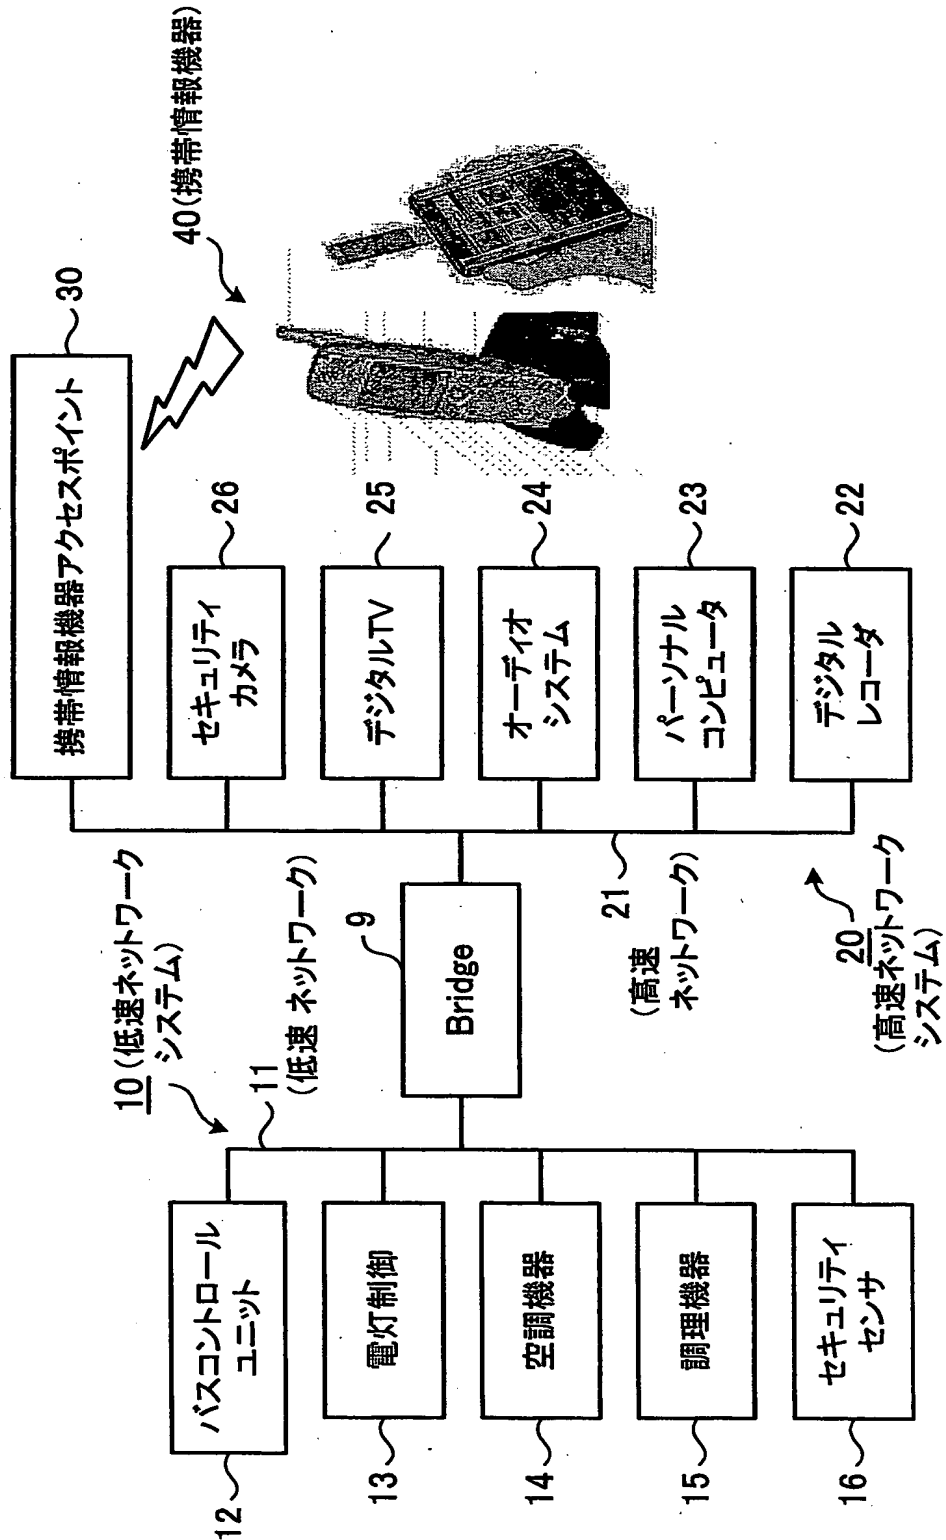 10(低速ネットワーク
システム)
11
(低速 ネットワーク)
12
バスコントロール
ユニット
13
電灯制御
14
空調機器
15
調理機器
16
セキュリティ
センサ
9
Bridge
21
(高速
ネットワーク)
20
(高速ネットワーク
システム)
携帯情報機器アクセスポイント
30
セキュリティ
カメラ
26
デジタルTV
25
オーディオ
システム
24
パーソナル
コンピュータ
23
デジタル
レコーダ
22
40(携帯情報機器)